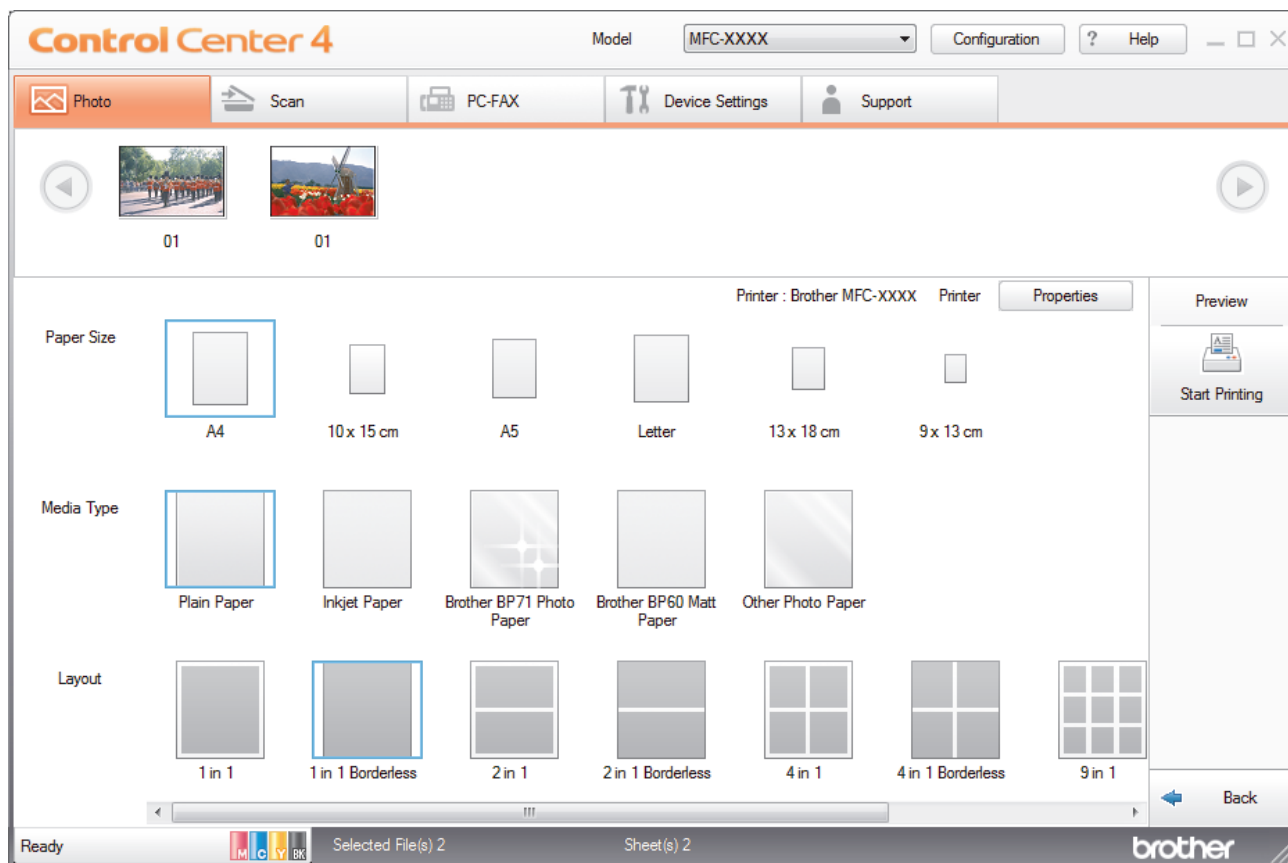 Control Center 4
Model
MFC-XXXX
Configuration
? Help
Photo
Scan
PC-FAX
Device Settings
Support
01
01
Printer : Brother MFC-XXXX Printer
Properties
Preview
Start Printing
Paper Size
A4
10 x 15 cm
A5
Letter
13 x 18 cm
9 x 13 cm
Media Type
Plain Paper
Inkjet Paper
Brother BP71 Photo
Paper
Brother BP60 Matt
Paper
Other Photo Paper
Layout
1 in 1
1 in 1 Borderless
2 in 1
2 in 1 Borderless
4 in 1
4 in 1 Borderless
9 in 1
Back
Ready
M C Y BK
Selected File(s) 2
Sheet(s) 2
brother